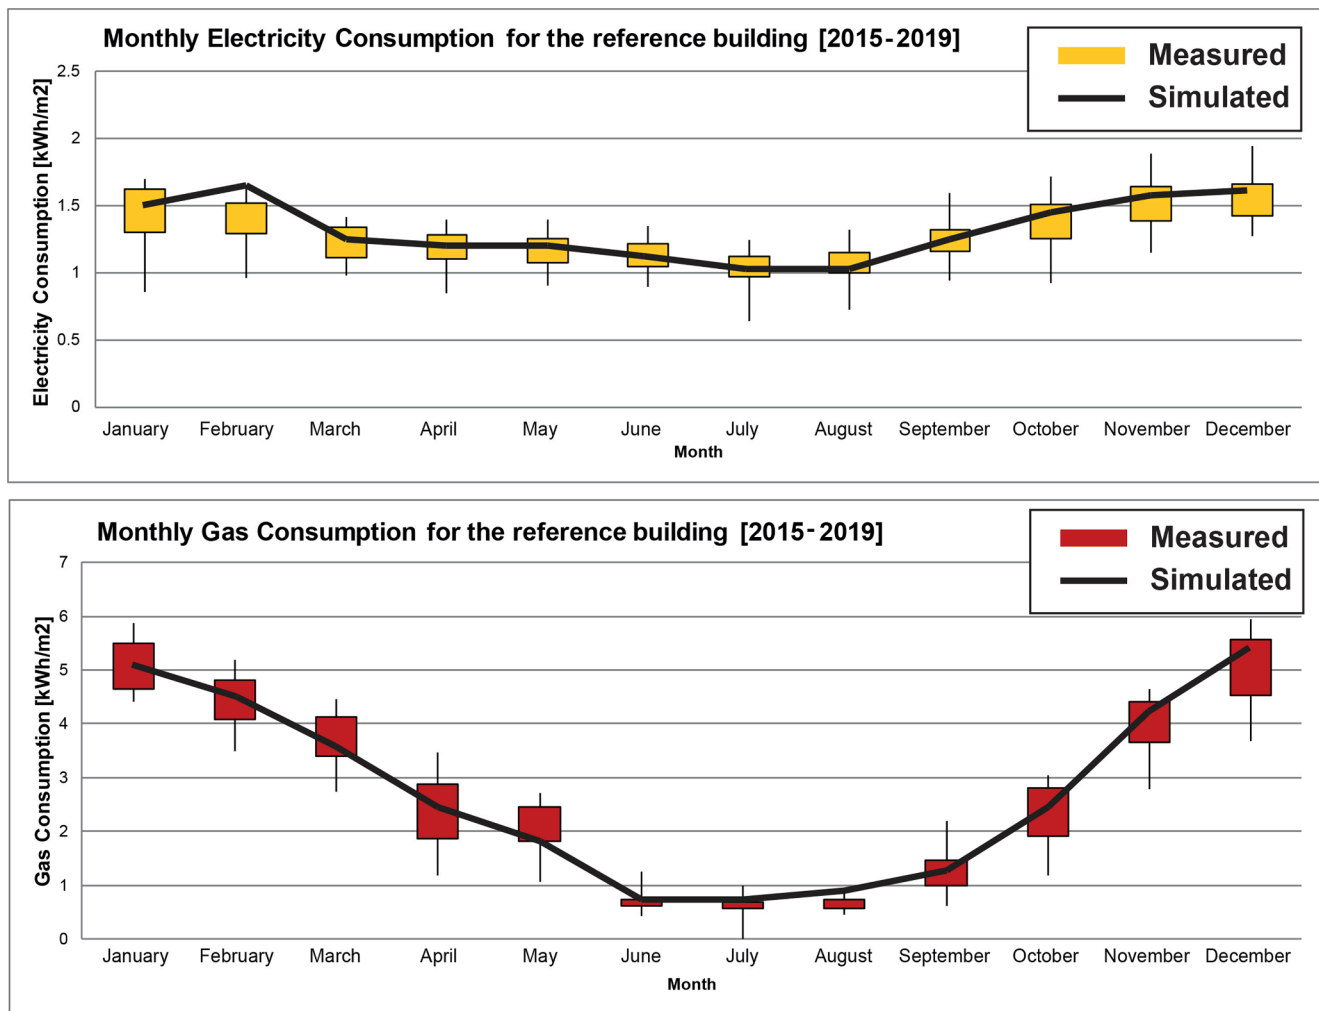 Monthly Electricity Consumption for the reference building [2015-2019]
Measured
Simulated
Electricity Consumption [kWh/m2]
2.5
2
1.5
1
0.5
0
January February March April May June July August September October November December
Month
Monthly Gas Consumption for the reference building [2015-2019]
Measured
Simulated
Gas Consumption [kWh/m2]
7
6
5
4
3
2
1
0
January February March April May June July August September October November December
Month